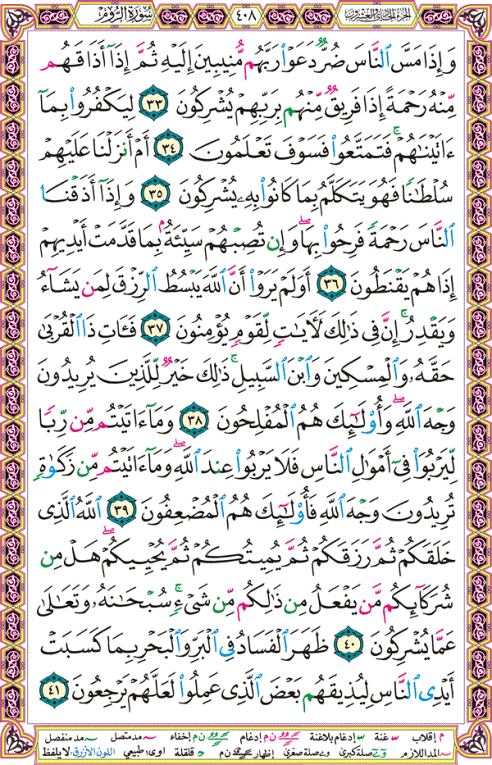 الجزء الحادي والعشرون
٤٠٨
سورة الروم
وَإِذَا مَسَّ ٱلنَّاسَ ضُرٌّ دَعَوۡاْ رَبَّهُم مُّنِيبِينَ إِلَيۡهِ ثُمَّ إِذَآ أَذَاقَهُم
مِّنۡهُ رَحۡمَةً إِذَا فَرِيقٌ مِّنۡهُم بِرَبِّهِمۡ يُشۡرِكُونَ ٣٣ لِيَكۡفُرُواْ بِمَآ
ءَاتَيۡنَٰهُمۡۚ فَتَمَتَّعُواْ فَسَوۡفَ تَعۡلَمُونَ ٣٤ أَمۡ أَنزَلۡنَا عَلَيۡهِمۡ
سُلۡطَٰنًا فَهُوَ يَتَكَلَّمُ بِمَا كَانُواْ بِهِۦ يُشۡرِكُونَ ٣٥ وَإِذَآ أَذَقۡنَا
ٱلنَّاسَ رَحۡمَةً فَرِحُواْ بِهَاۖ وَإِن تُصِبۡهُمۡ سَيِّئَةُۢ بِمَا قَدَّمَتۡ أَيۡدِيهِمۡ
إِذَا هُمۡ يَقۡنَطُونَ ٣٦ أَوَلَمۡ يَرَوۡاْ أَنَّ ٱللَّهَ يَبۡسُطُ ٱلرِّزۡقَ لِمَن يَشَآءُ
وَيَقۡدِرُۚ إِنَّ فِي ذَٰلِكَ لَأٓيَٰتٍ لِّقَوۡمٍ يُؤۡمِنُونَ ٣٧ فَـَٔاتِ ذَا ٱلۡقُرۡبَىٰ
حَقَّهُۥ وَٱلۡمِسۡكِينَ وَٱبۡنَ ٱلسَّبِيلِۚ ذَٰلِكَ خَيۡرٌ لِّلَّذِينَ يُرِيدُونَ
وَجۡهَ ٱللَّهِۖ وَأُوْلَٰٓئِكَ هُمُ ٱلۡمُفۡلِحُونَ ٣٨ وَمَآ ءَاتَيۡتُم مِّن رِّبًا
لِّيَرۡبُوَاْ فِيٓ أَمۡوَٰلِ ٱلنَّاسِ فَلَا يَرۡبُواْ عِندَ ٱللَّهِۖ وَمَآ ءَاتَيۡتُم مِّن زَكَوٰةٍ
تُرِيدُونَ وَجۡهَ ٱللَّهِ فَأُوْلَٰٓئِكَ هُمُ ٱلۡمُضۡعِفُونَ ٣٩ ٱللَّهُ ٱلَّذِي
خَلَقَكُمۡ ثُمَّ رَزَقَكُمۡ ثُمَّ يُمِيتُكُمۡ ثُمَّ يُحۡيِيكُمۡۖ هَلۡ مِن
شُرَكَآئِكُم مَّن يَفۡعَلُ مِن ذَٰلِكُم مِّن شَيۡءٍۚ سُبۡحَٰنَهُۥ وَتَعَٰلَىٰ
عَمَّا يُشۡرِكُونَ ٤٠ ظَهَرَ ٱلۡفَسَادُ فِي ٱلۡبَرِّ وَٱلۡبَحۡرِ بِمَا كَسَبَتۡ
أَيۡدِي ٱلنَّاسِ لِيُذِيقَهُم بَعۡضَ ٱلَّذِي عَمِلُواْ لَعَلَّهُمۡ يَرۡجِعُونَ ٤١
م إقلاب غنة إدغام بلاغنة ن م إدغام ن م إخفاء مد متصل مد منفصل
المد اللازم صلة كبرى صلة صغرى إظهار ن م قلقلة اوى: طبيعي اللون الأزرق: لا يلفظ